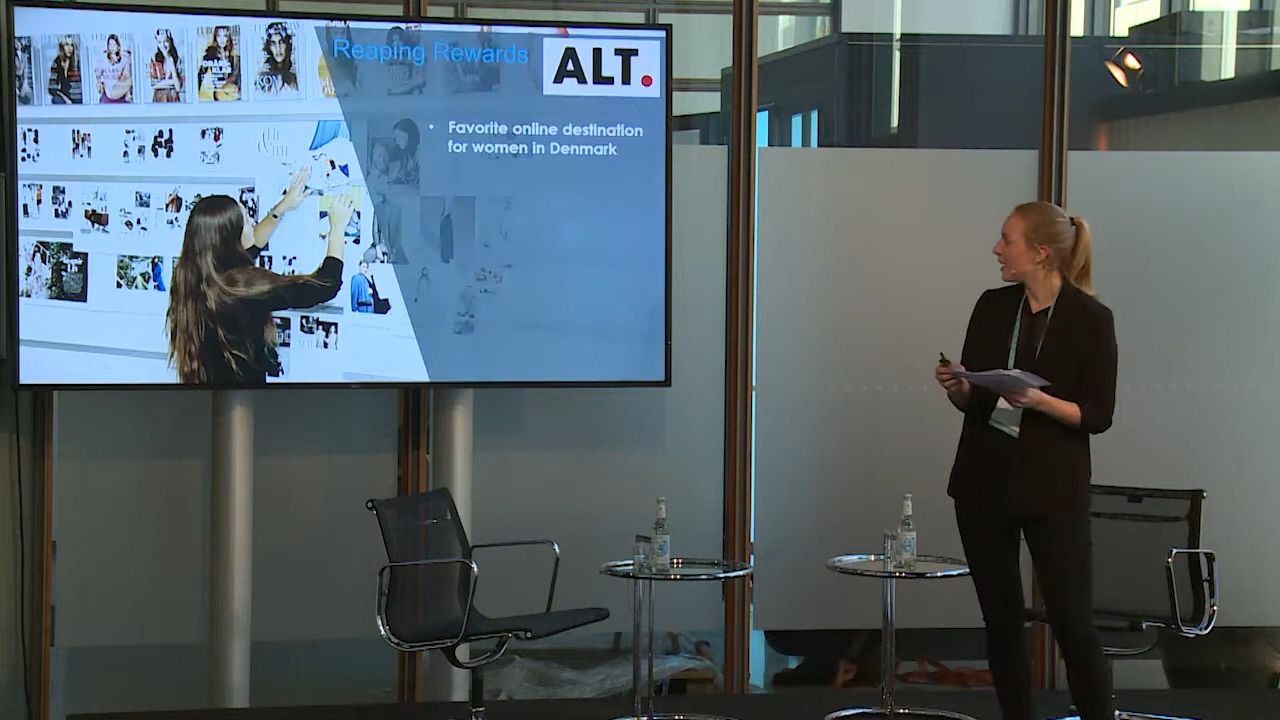 Reaping Rewards
ALT.
• Favorite online destination
for women in Denmark